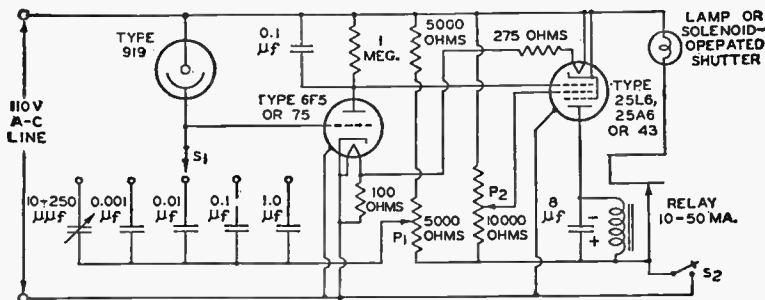 110V
A-C
LINE
TYPE
919
0.1
μf
1
MEG.
5000
OHMS
275 OHMS
LAMP OR
SOLENOID-
OPEPATED
SHUTTER
TYPE 6F5
OR 75
TYPE
25L6,
25A6
OR 43
S1
10-250
μμf
0.001
μf
0.01
μf
0.1
μf
1.0
μf
100
OHMS
P1
5000
OHMS
P2
10000
OHMS
8
μf
-
+
RELAY
10-50 MA.
S2